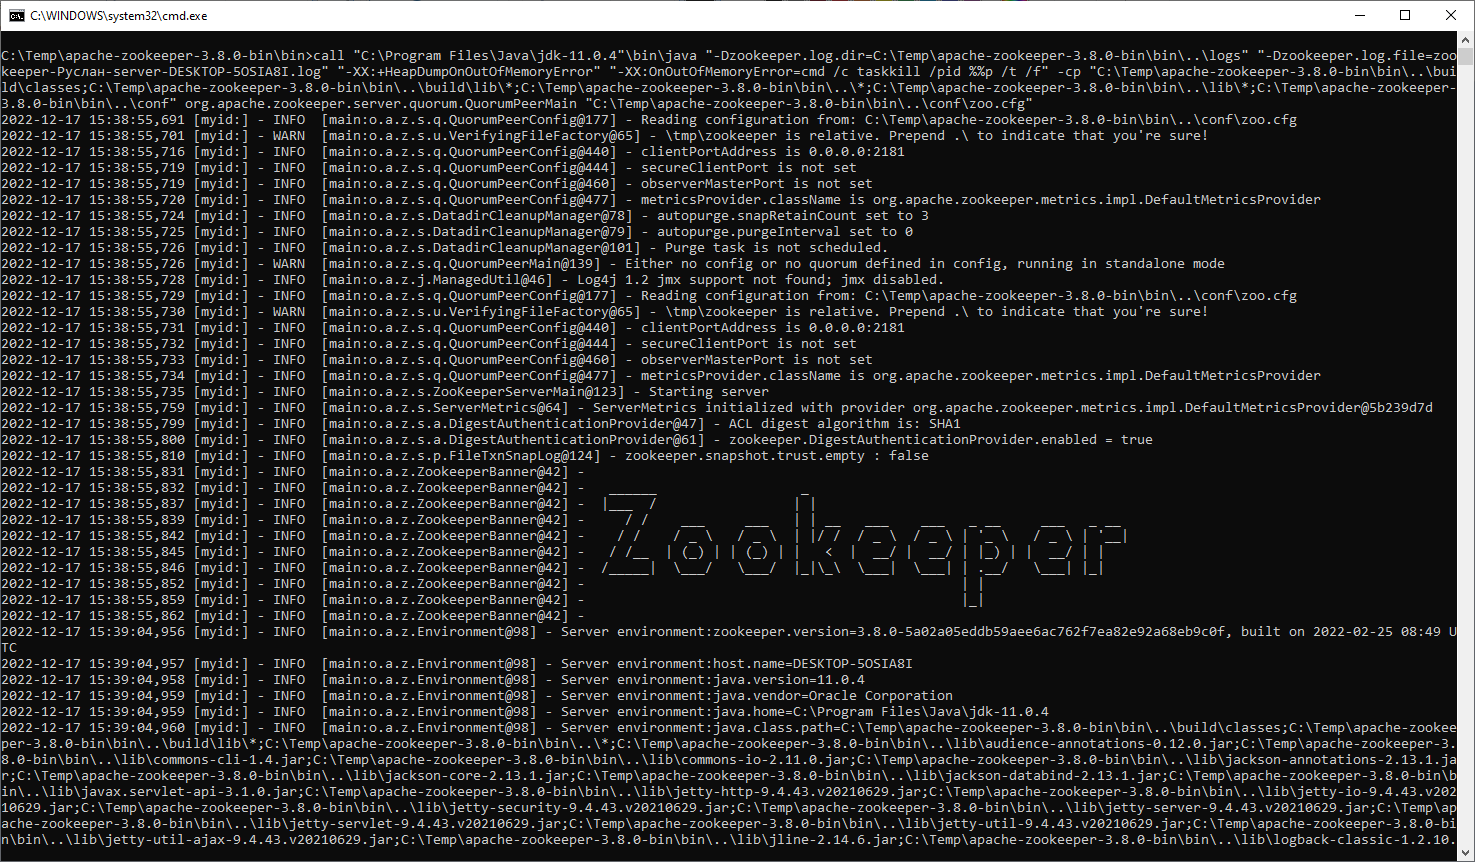 C:\WINDOWS\system32\cmd.exe
C:\Temp\apache-zookeeper-3.8.0-bin\bin>call "C:\Program Files\Java\jdk-11.0.4"\bin\java "-Dzookeeper.log.dir=C:\Temp\apache-zookeeper-3.8.0-bin\bin\..\logs" "-Dzookeeper.log.file=zoo
keeper-Руслан-server-DESKTOP-5OSIA8I.log" "-XX:+HeapDumpOnOutOfMemoryError" "-XX:OnOutOfMemoryError=cmd /c taskkill /pid %%p /t /f" -cp "C:\Temp\apache-zookeeper-3.8.0-bin\bin\..\bui
ld\classes;C:\Temp\apache-zookeeper-3.8.0-bin\bin\..\build\lib\*;C:\Temp\apache-zookeeper-3.8.0-bin\bin\..\*;C:\Temp\apache-zookeeper-3.8.0-bin\bin\..\lib\*;C:\Temp\apache-zookeeper-
3.8.0-bin\bin\..\conf" org.apache.zookeeper.server.quorum.QuorumPeerMain "C:\Temp\apache-zookeeper-3.8.0-bin\bin\..\conf\zoo.cfg"
2022-12-17 15:38:55,691 [myid:] - INFO  [main:o.a.z.s.q.QuorumPeerConfig@177] - Reading configuration from: C:\Temp\apache-zookeeper-3.8.0-bin\bin\..\conf\zoo.cfg
2022-12-17 15:38:55,701 [myid:] - WARN  [main:o.a.z.s.u.VerifyingFileFactory@65] - \tmp\zookeeper is relative. Prepend .\ to indicate that you're sure!
2022-12-17 15:38:55,716 [myid:] - INFO  [main:o.a.z.s.q.QuorumPeerConfig@440] - clientPortAddress is 0.0.0.0:2181
2022-12-17 15:38:55,719 [myid:] - INFO  [main:o.a.z.s.q.QuorumPeerConfig@444] - secureClientPort is not set
2022-12-17 15:38:55,719 [myid:] - INFO  [main:o.a.z.s.q.QuorumPeerConfig@460] - observerMasterPort is not set
2022-12-17 15:38:55,720 [myid:] - INFO  [main:o.a.z.s.q.QuorumPeerConfig@477] - metricsProvider.className is org.apache.zookeeper.metrics.impl.DefaultMetricsProvider
2022-12-17 15:38:55,724 [myid:] - INFO  [main:o.a.z.s.DatadirCleanupManager@78] - autopurge.snapRetainCount set to 3
2022-12-17 15:38:55,725 [myid:] - INFO  [main:o.a.z.s.DatadirCleanupManager@79] - autopurge.purgeInterval set to 0
2022-12-17 15:38:55,726 [myid:] - INFO  [main:o.a.z.s.DatadirCleanupManager@101] - Purge task is not scheduled.
2022-12-17 15:38:55,726 [myid:] - WARN  [main:o.a.z.s.q.QuorumPeerMain@139] - Either no config or no quorum defined in config, running in standalone mode
2022-12-17 15:38:55,728 [myid:] - INFO  [main:o.a.z.j.ManagedUtil@46] - Log4j 1.2 jmx support not found; jmx disabled.
2022-12-17 15:38:55,729 [myid:] - INFO  [main:o.a.z.s.q.QuorumPeerConfig@177] - Reading configuration from: C:\Temp\apache-zookeeper-3.8.0-bin\bin\..\conf\zoo.cfg
2022-12-17 15:38:55,730 [myid:] - WARN  [main:o.a.z.s.u.VerifyingFileFactory@65] - \tmp\zookeeper is relative. Prepend .\ to indicate that you're sure!
2022-12-17 15:38:55,731 [myid:] - INFO  [main:o.a.z.s.q.QuorumPeerConfig@440] - clientPortAddress is 0.0.0.0:2181
2022-12-17 15:38:55,732 [myid:] - INFO  [main:o.a.z.s.q.QuorumPeerConfig@444] - secureClientPort is not set
2022-12-17 15:38:55,733 [myid:] - INFO  [main:o.a.z.s.q.QuorumPeerConfig@460] - observerMasterPort is not set
2022-12-17 15:38:55,734 [myid:] - INFO  [main:o.a.z.s.q.QuorumPeerConfig@477] - metricsProvider.className is org.apache.zookeeper.metrics.impl.DefaultMetricsProvider
2022-12-17 15:38:55,735 [myid:] - INFO  [main:o.a.z.s.ZooKeeperServerMain@123] - Starting server
2022-12-17 15:38:55,759 [myid:] - INFO  [main:o.a.z.s.ServerMetrics@64] - ServerMetrics initialized with provider org.apache.zookeeper.metrics.impl.DefaultMetricsProvider@5b239d7d
2022-12-17 15:38:55,799 [myid:] - INFO  [main:o.a.z.s.a.DigestAuthenticationProvider@47] - ACL digest algorithm is: SHA1
2022-12-17 15:38:55,800 [myid:] - INFO  [main:o.a.z.s.a.DigestAuthenticationProvider@61] - zookeeper.DigestAuthenticationProvider.enabled = true
2022-12-17 15:38:55,810 [myid:] - INFO  [main:o.a.z.s.p.FileTxnSnapLog@124] - zookeeper.snapshot.trust.empty : false
2022-12-17 15:38:55,831 [myid:] - INFO  [main:o.a.z.ZookeeperBanner@42] -
2022-12-17 15:38:55,832 [myid:] - INFO  [main:o.a.z.ZookeeperBanner@42] -
2022-12-17 15:38:55,837 [myid:] - INFO  [main:o.a.z.ZookeeperBanner@42] -
2022-12-17 15:38:55,839 [myid:] - INFO  [main:o.a.z.ZookeeperBanner@42] -
2022-12-17 15:38:55,842 [myid:] - INFO  [main:o.a.z.ZookeeperBanner@42] -
2022-12-17 15:38:55,845 [myid:] - INFO  [main:o.a.z.ZookeeperBanner@42] -
2022-12-17 15:38:55,846 [myid:] - INFO  [main:o.a.z.ZookeeperBanner@42] -
2022-12-17 15:38:55,852 [myid:] - INFO  [main:o.a.z.ZookeeperBanner@42] -
2022-12-17 15:38:55,859 [myid:] - INFO  [main:o.a.z.ZookeeperBanner@42] -
2022-12-17 15:38:55,862 [myid:] - INFO  [main:o.a.z.ZookeeperBanner@42] -
Zookeeper
2022-12-17 15:39:04,956 [myid:] - INFO  [main:o.a.z.Environment@98] - Server environment:zookeeper.version=3.8.0-5a02a05eddb59aee6ac762f7ea82e92a68eb9c0f, built on 2022-02-25 08:49 U
TC
2022-12-17 15:39:04,957 [myid:] - INFO  [main:o.a.z.Environment@98] - Server environment:host.name=DESKTOP-5OSIA8I
2022-12-17 15:39:04,958 [myid:] - INFO  [main:o.a.z.Environment@98] - Server environment:java.version=11.0.4
2022-12-17 15:39:04,959 [myid:] - INFO  [main:o.a.z.Environment@98] - Server environment:java.vendor=Oracle Corporation
2022-12-17 15:39:04,959 [myid:] - INFO  [main:o.a.z.Environment@98] - Server environment:java.home=C:\Program Files\Java\jdk-11.0.4
2022-12-17 15:39:04,960 [myid:] - INFO  [main:o.a.z.Environment@98] - Server environment:java.class.path=C:\Temp\apache-zookeeper-3.8.0-bin\bin\..\build\classes;C:\Temp\apache-zookee
per-3.8.0-bin\bin\..\build\lib\*;C:\Temp\apache-zookeeper-3.8.0-bin\bin\..\*;C:\Temp\apache-zookeeper-3.8.0-bin\bin\..\lib\audience-annotations-0.12.0.jar;C:\Temp\apache-zookeeper-3.
8.0-bin\bin\..\lib\commons-cli-1.4.jar;C:\Temp\apache-zookeeper-3.8.0-bin\bin\..\lib\commons-io-2.11.0.jar;C:\Temp\apache-zookeeper-3.8.0-bin\bin\..\lib\jackson-annotations-2.13.1.ja
r;C:\Temp\apache-zookeeper-3.8.0-bin\bin\..\lib\jackson-core-2.13.1.jar;C:\Temp\apache-zookeeper-3.8.0-bin\bin\..\lib\jackson-databind-2.13.1.jar;C:\Temp\apache-zookeeper-3.8.0-bin\b
in\..\lib\javax.servlet-api-3.1.0.jar;C:\Temp\apache-zookeeper-3.8.0-bin\bin\..\lib\jetty-http-9.4.43.v20210629.jar;C:\Temp\apache-zookeeper-3.8.0-bin\bin\..\lib\jetty-io-9.4.43.v202
10629.jar;C:\Temp\apache-zookeeper-3.8.0-bin\bin\..\lib\jetty-security-9.4.43.v20210629.jar;C:\Temp\apache-zookeeper-3.8.0-bin\bin\..\lib\jetty-server-9.4.43.v20210629.jar;C:\Temp\ap
ache-zookeeper-3.8.0-bin\bin\..\lib\jetty-servlet-9.4.43.v20210629.jar;C:\Temp\apache-zookeeper-3.8.0-bin\bin\..\lib\jetty-util-9.4.43.v20210629.jar;C:\Temp\apache-zookeeper-3.8.0-bi
n\bin\..\lib\jetty-util-ajax-9.4.43.v20210629.jar;C:\Temp\apache-zookeeper-3.8.0-bin\bin\..\lib\jline-2.14.6.jar;C:\Temp\apache-zookeeper-3.8.0-bin\bin\..\lib\logback-classic-1.2.10.